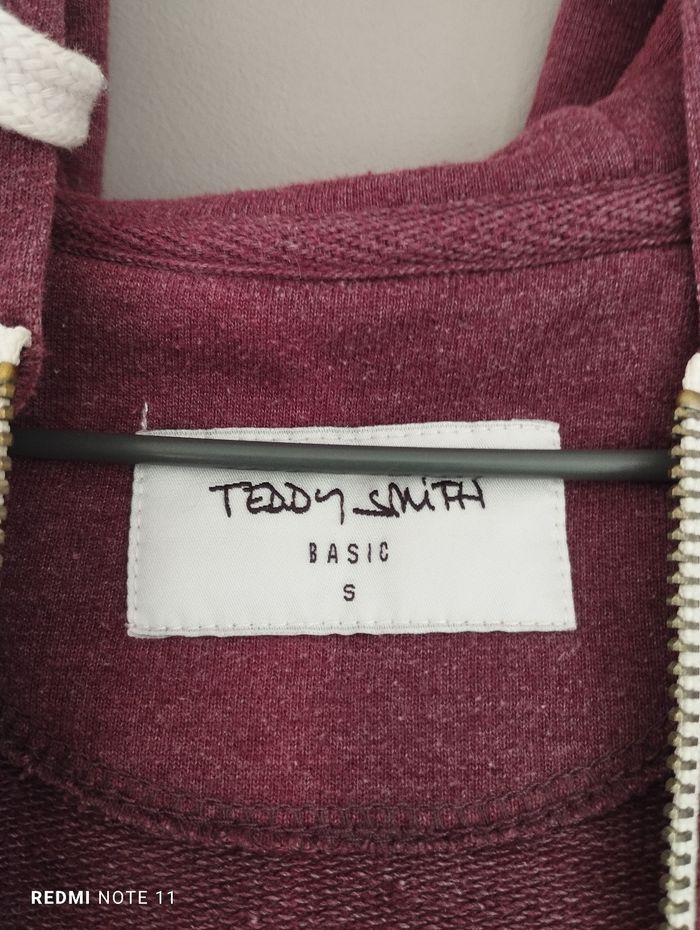 TEDDY SMiTH
BASIC
S
REDMI NOTE 11